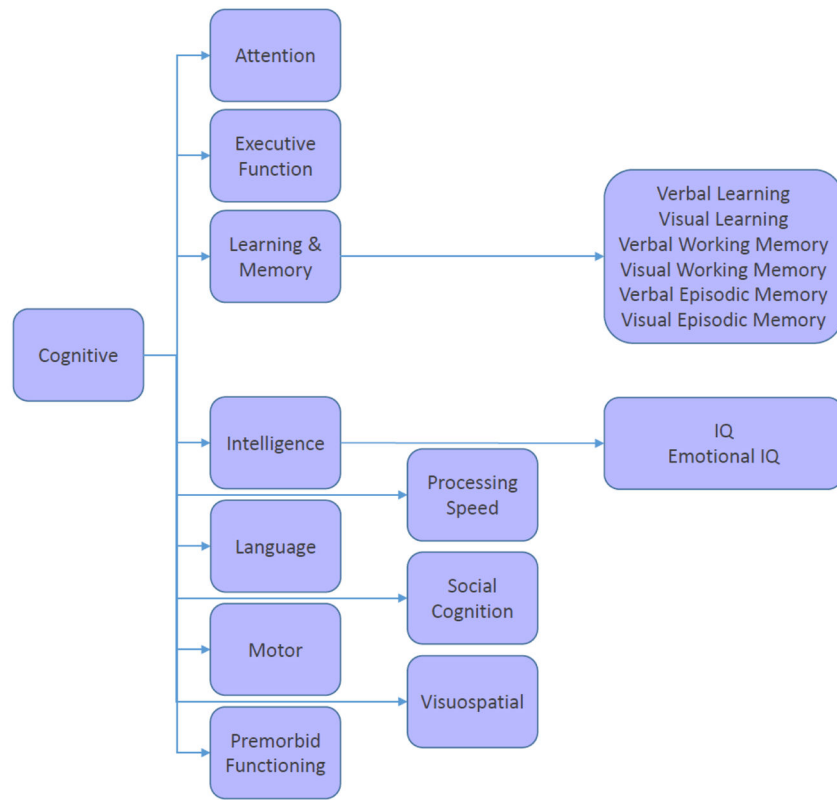 Attention
Executive
Function
Learning &
Memory
Verbal Learning
Visual Learning
Verbal Working Memory
Visual Working Memory
Verbal Episodic Memory
Visual Episodic Memory
Cognitive
Intelligence
IQ
Emotional IQ
Processing
Speed
Language
Social
Cognition
Motor
Visuospatial
Premorbid
Functioning